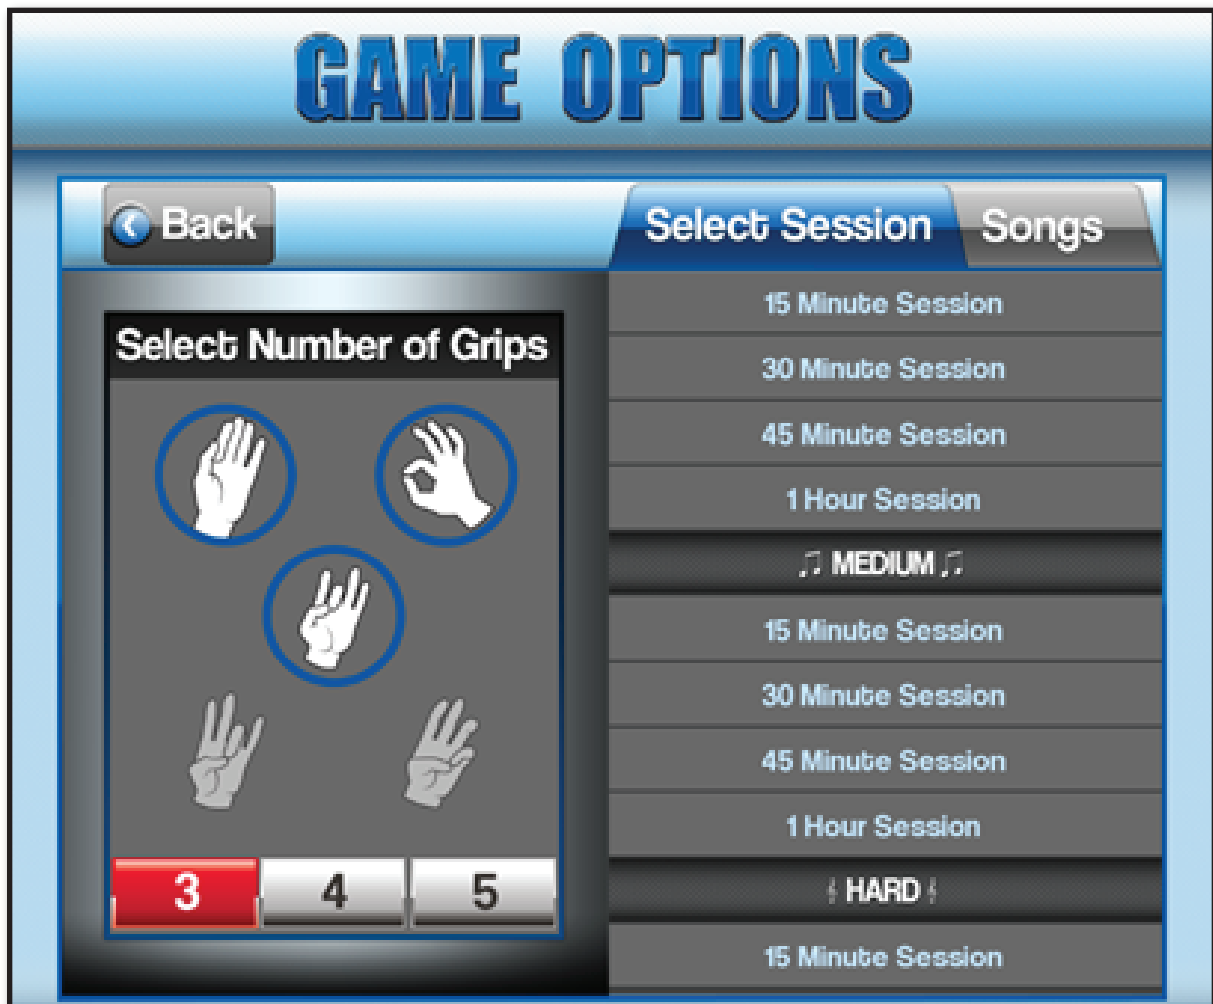 GAME OPTIONS
Back
Select Session
Songs
Select Number of Grips
3
4
5
15 Minute Session
30 Minute Session
45 Minute Session
1 Hour Session
♫ MEDIUM ♫
15 Minute Session
30 Minute Session
45 Minute Session
1 Hour Session
HARD
15 Minute Session